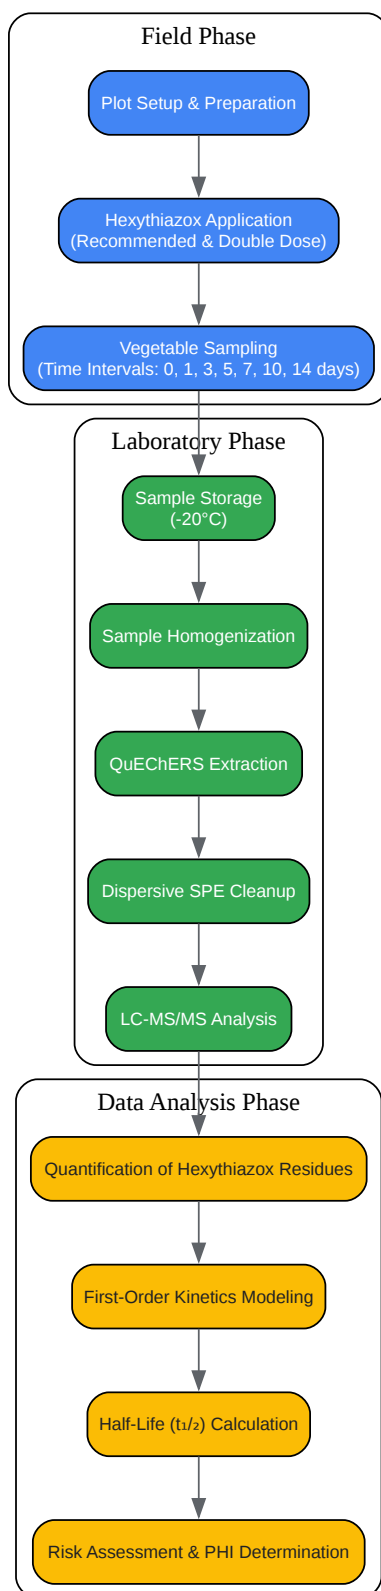 Field Phase
Plot Setup & Preparation
Hexythiazox Application
(Recommended & Double Dose)
Vegetable Sampling
(Time Intervals: 0, 1, 3, 5, 7, 10, 14 days)
Laboratory Phase
Sample Storage
(-20°C)
Sample Homogenization
QuEChERS Extraction
Dispersive SPE Cleanup
LC-MS/MS Analysis
Data Analysis Phase
Quantification of Hexythiazox Residues
First-Order Kinetics Modeling
Half-Life (t₁/₂) Calculation
Risk Assessment & PHI Determination